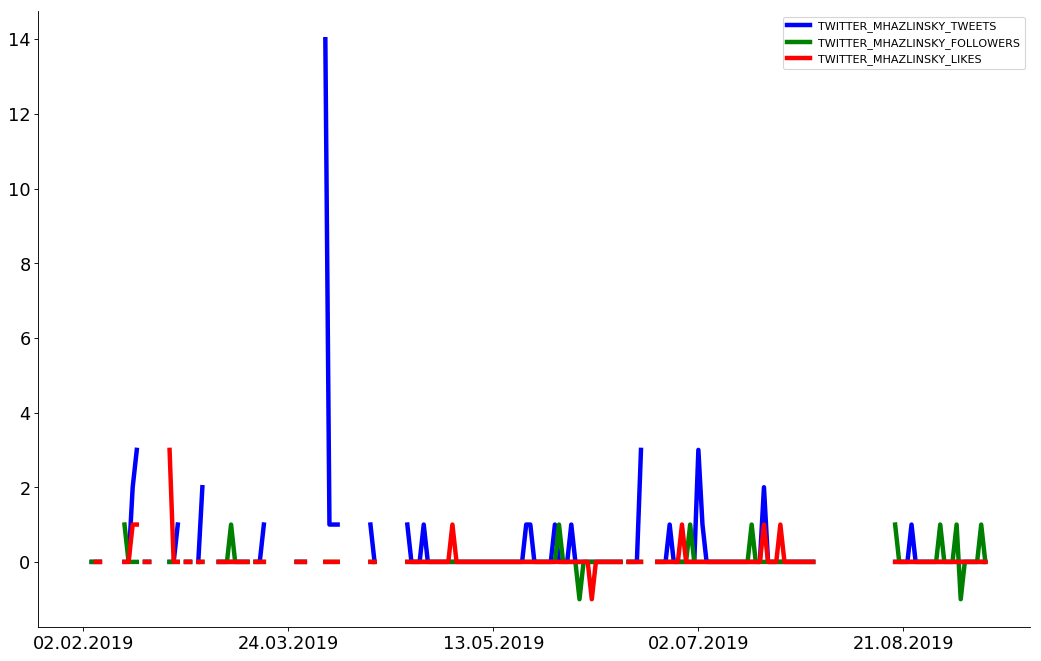 TWITTER_MHAZLINSKY_TWEETS
TWITTER_MHAZLINSKY_FOLLOWERS
TWITTER_MHAZLINSKY_LIKES
14
12
10
8
6
4
2
0
02.02.2019 24.03.2019 13.05.2019 02.07.2019 21.08.2019